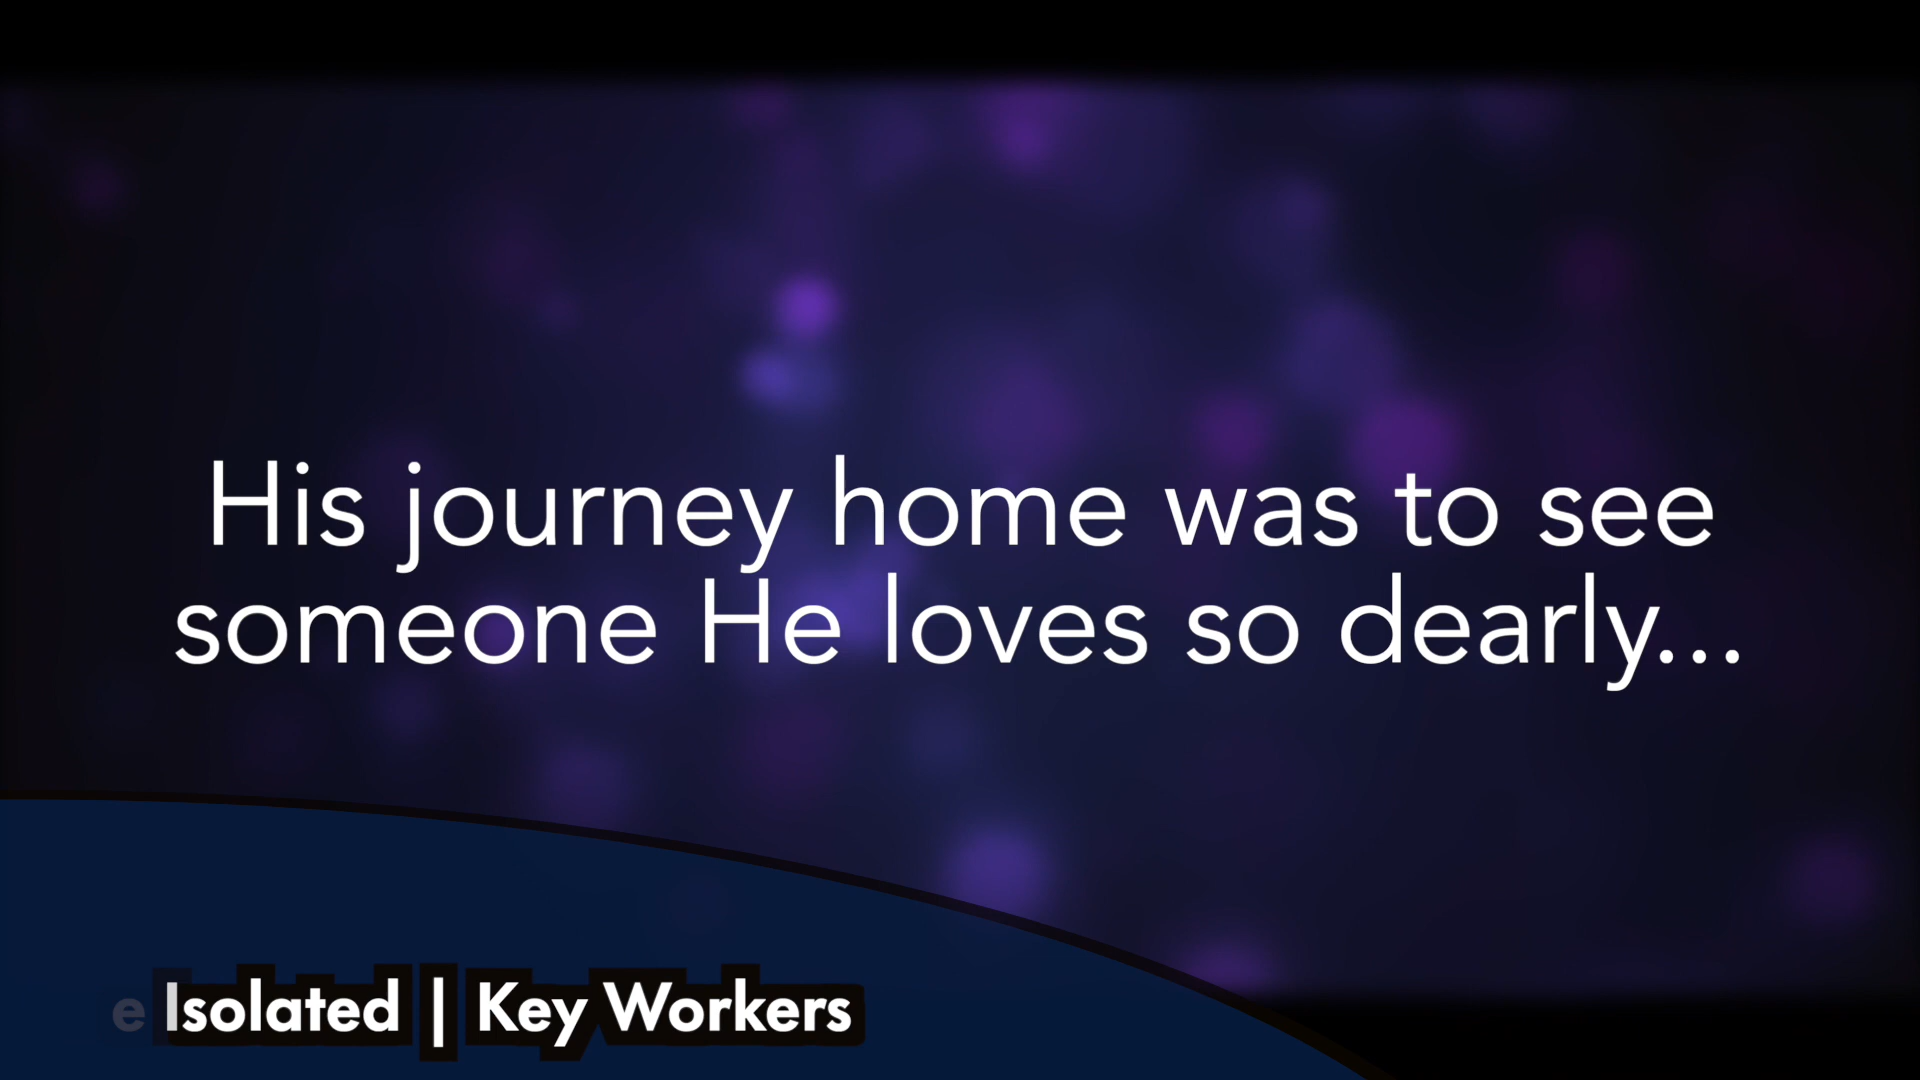 His journey home was to see
someone He loves so dearly...
e Isolated | Key Workers